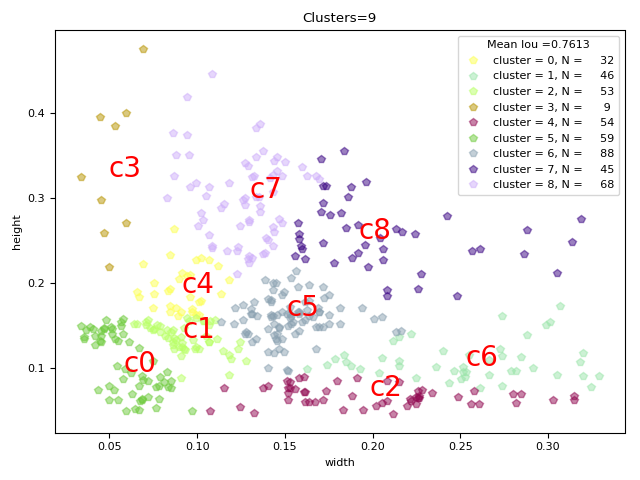 Clusters=9
Mean Iou =0.7613
cluster = 0, N = 32
cluster = 1, N = 46
cluster = 2, N = 53
cluster = 3, N = 9
cluster = 4, N = 54
cluster = 5, N = 59
cluster = 6, N = 88
cluster = 7, N = 45
cluster = 8, N = 68
0.4
0.3
0.2
0.1
height
c3
c7
c8
c4
c5
c1
c0
c6
c2
0.05 0.10 0.15 0.20 0.25 0.30
width